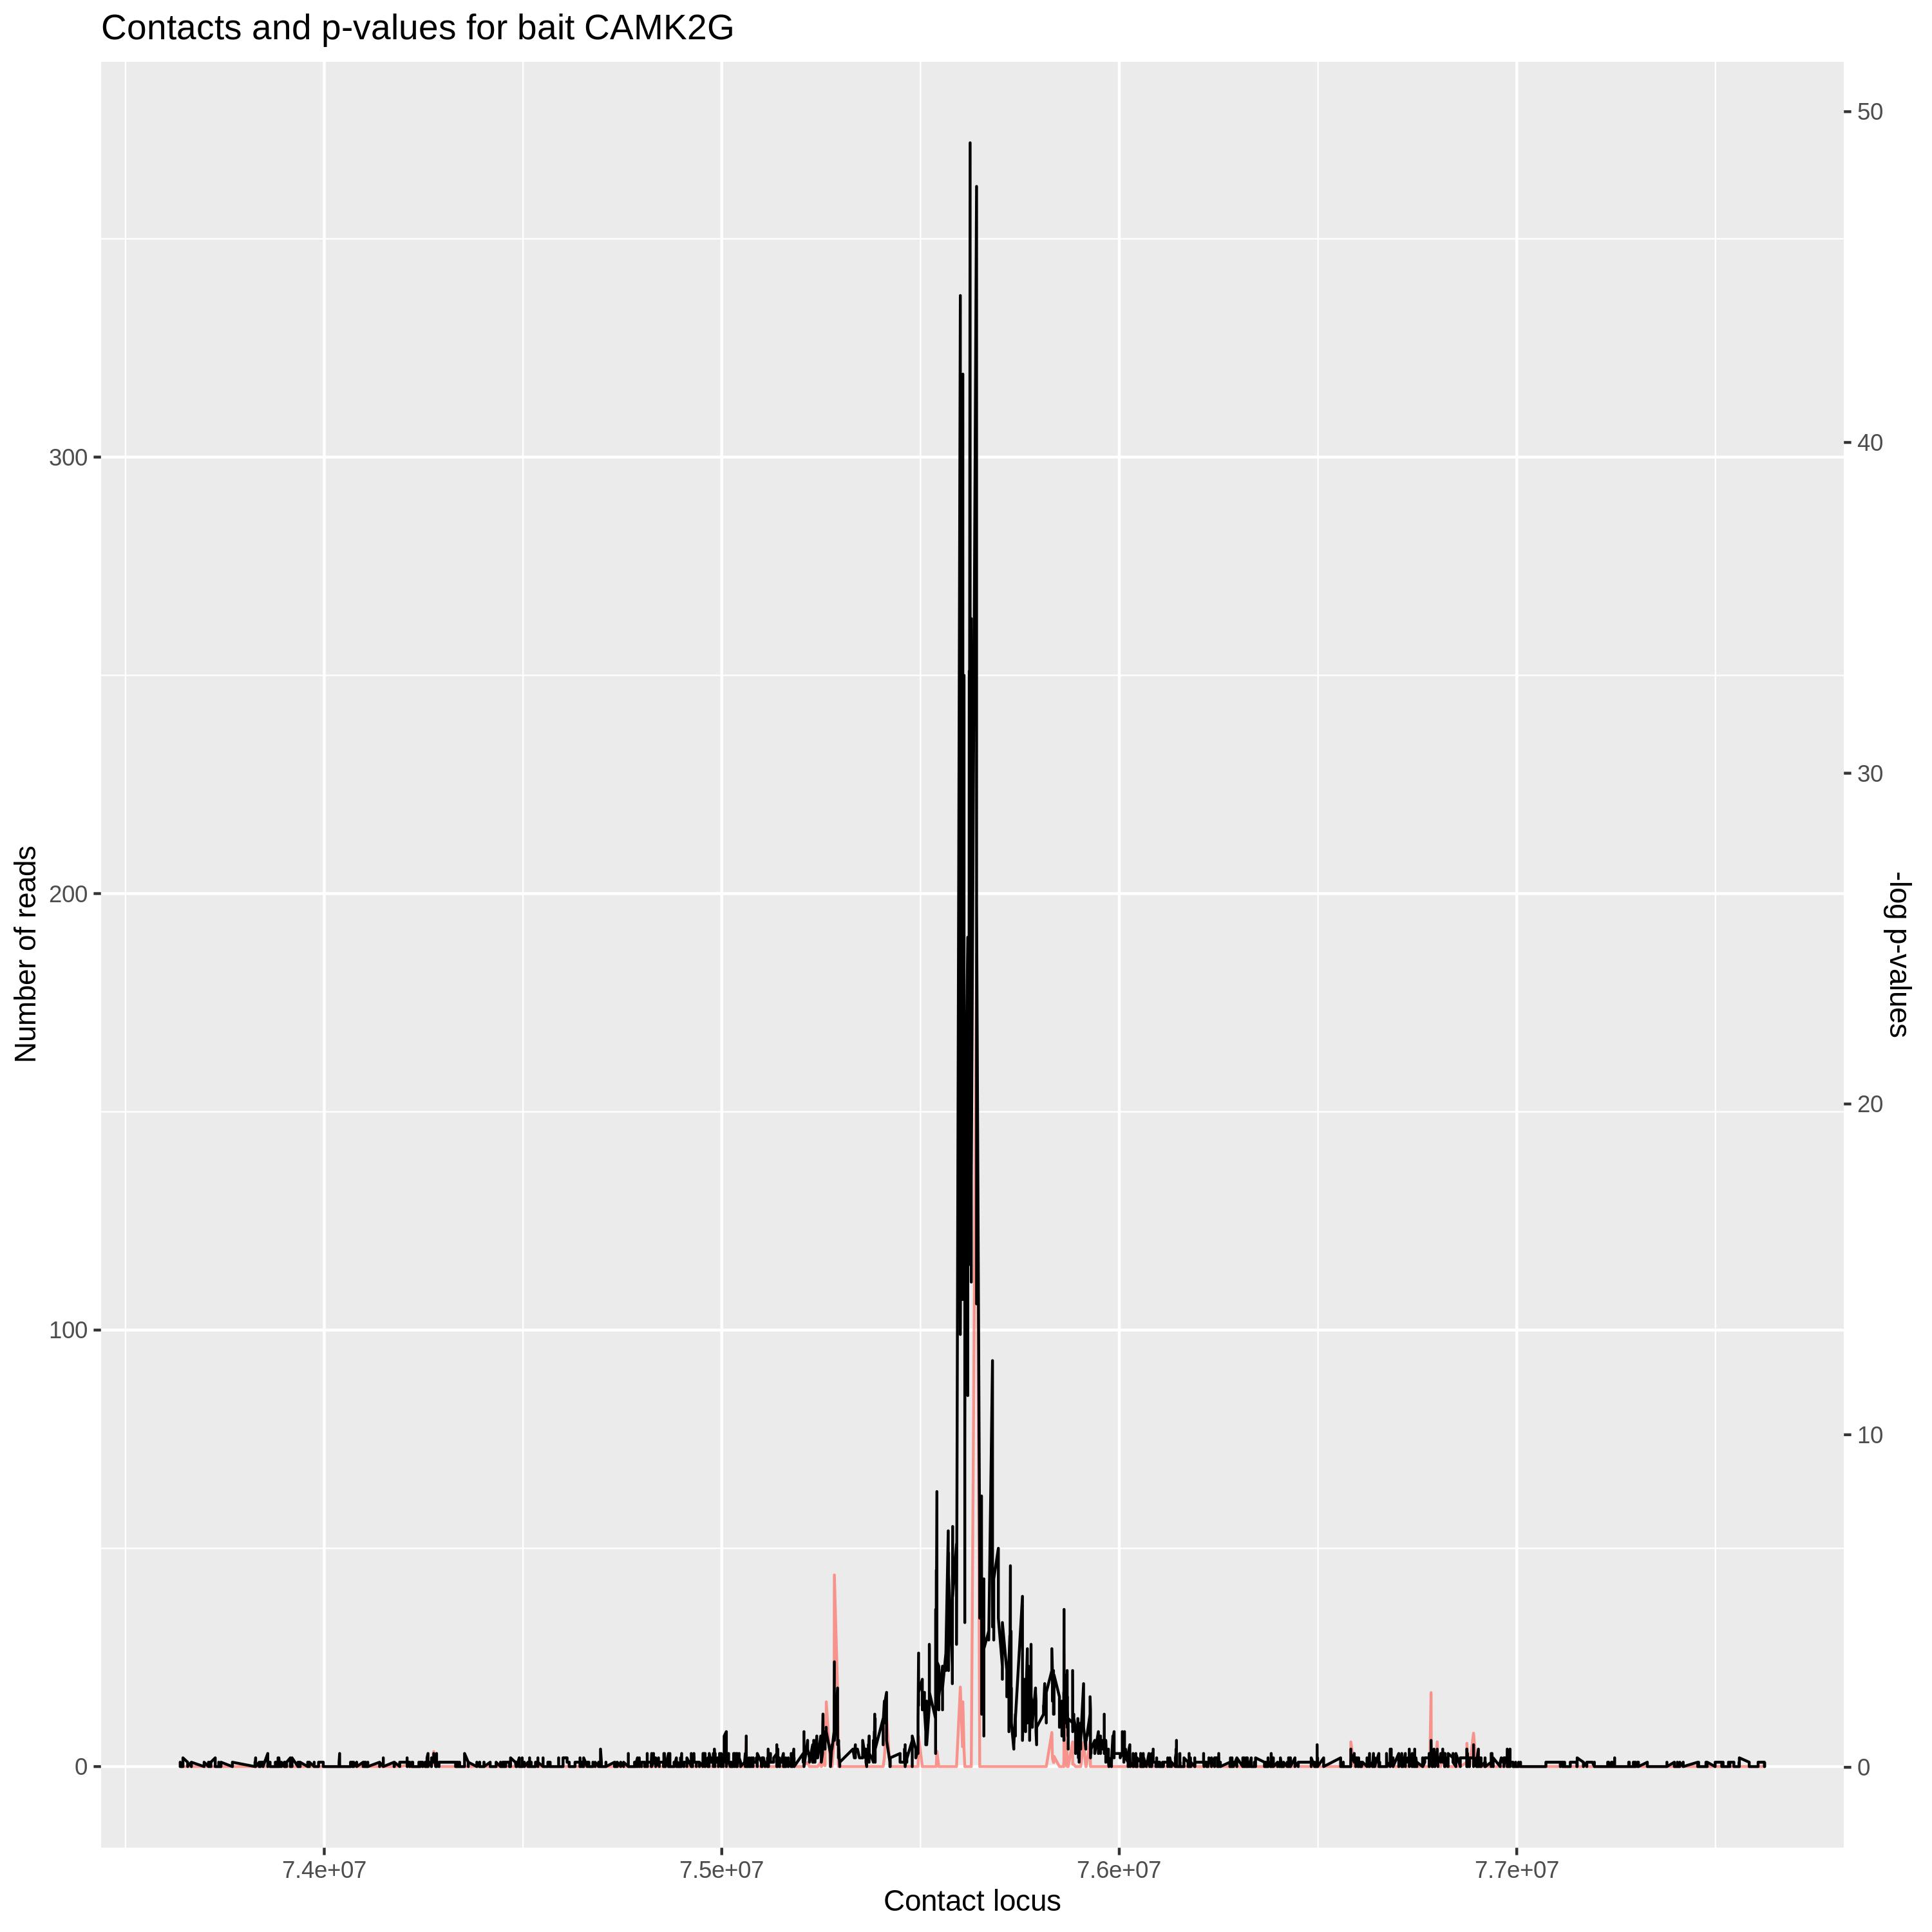 Contacts and p-values for bait CAMK2G
50
40
300
30
200
20
100
10
0
0
Number of reads
-log p-values
7.4e+07
7.5e+07
7.6e+07
7.7e+07
Contact locus